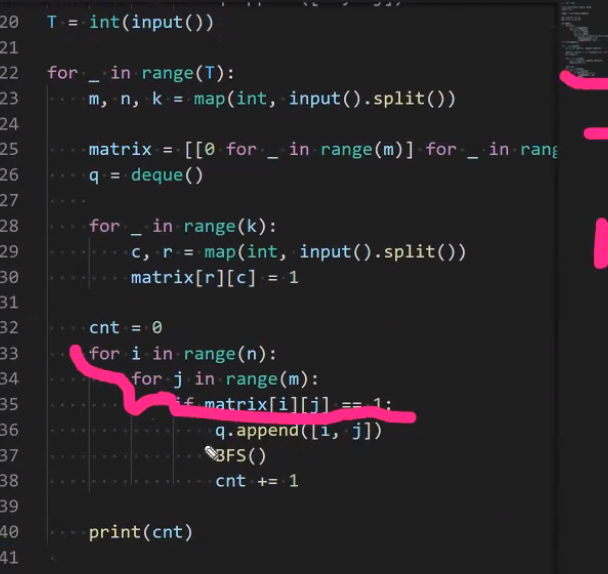 20 T = int(input())
21
22 for _ in range(T):
23 m, n, k = map(int, input().split())
24
25 matrix = [[0 for _ in range(m)] for _ in rang
26 q = deque()
27
28 for _ in range(k):
29 c, r = map(int, input().split())
30 matrix[r][c] = 1
31
32 cnt = 0
33 for i in range(n):
34 for j in range(m):
35 if matrix[i][j] == 1:
36 q.append([i, j])
37 BFS()
38 cnt += 1
39
40 print(cnt)
41